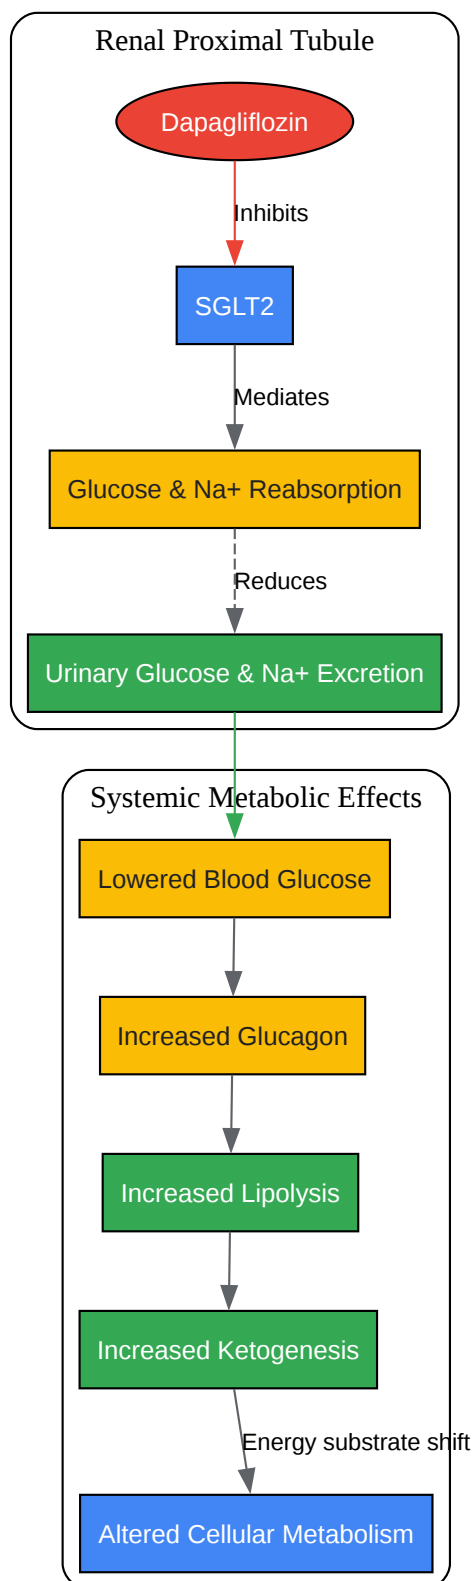 Renal Proximal Tubule
Dapagliflozin
Inhibits
SGLT2
Mediates
Glucose & Na+ Reabsorption
Reduces
Urinary Glucose & Na+ Excretion
Systemic Metabolic Effects
Lowered Blood Glucose
Increased Glucagon
Increased Lipolysis
Increased Ketogenesis
Energy substrate shift
Altered Cellular Metabolism